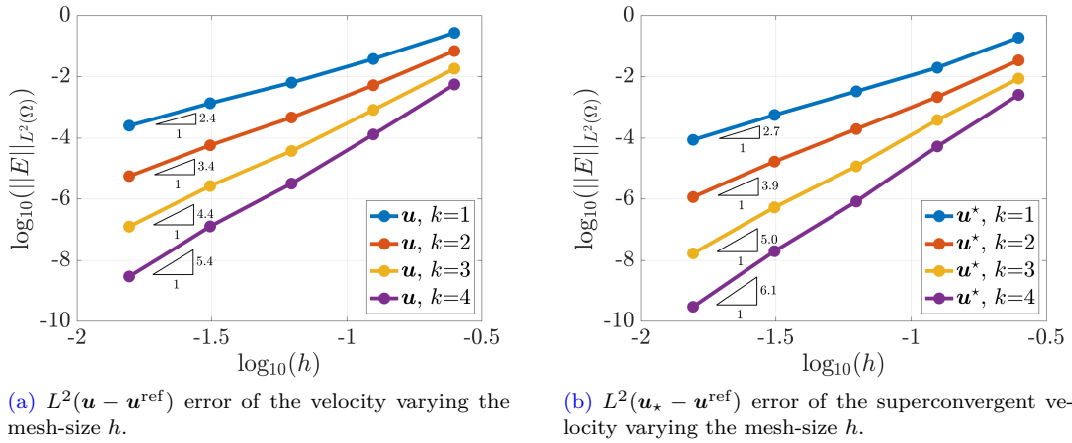 0
-2
-4
-6
-8
-10
-2
-1.5
-1
-0.5
log₁₀(||E||_{L²(Ω)})
log₁₀(h)
2.4
1
3.4
1
4.4
1
5.4
1
u, k=1
u, k=2
u, k=3
u, k=4
(a) L²(u − u^ref) error of the velocity varying the
mesh-size h.
0
-2
-4
-6
-8
-10
-2
-1.5
-1
-0.5
log₁₀(||E||_{L²(Ω)})
log₁₀(h)
2.7
1
3.9
1
5.0
1
6.1
1
u⋆, k=1
u⋆, k=2
u⋆, k=3
u⋆, k=4
(b) L²(u⋆ − u^ref) error of the superconvergent ve-
locity varying the mesh-size h.